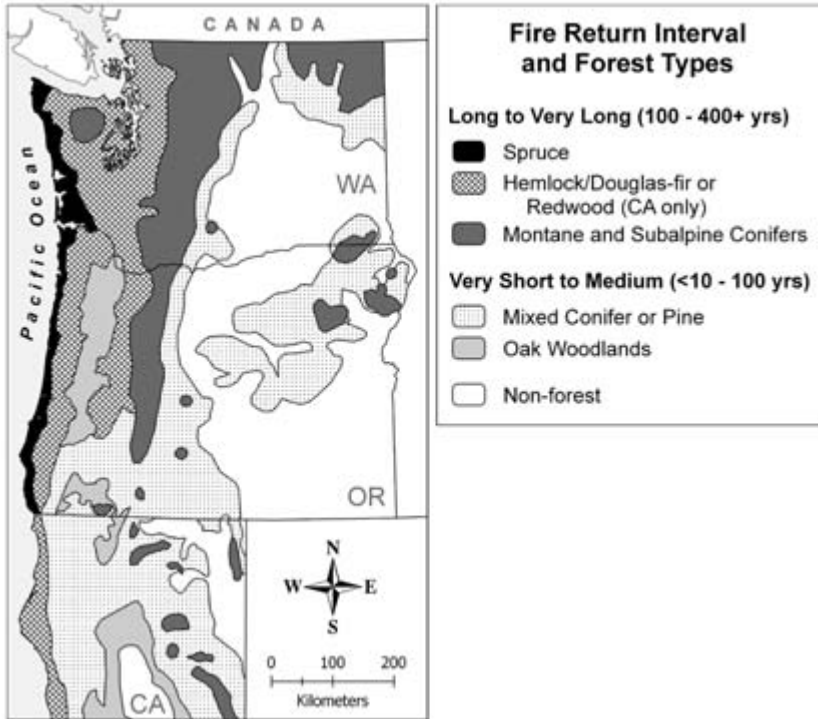 CANADA
Pacific Ocean
WA
OR
CA
N
W E
S
0 100 200
Kilometers
Fire Return Interval
and Forest Types
Long to Very Long (100 - 400+ yrs)
Spruce
Hemlock/Douglas-fir or
Redwood (CA only)
Montane and Subalpine Conifers
Very Short to Medium (<10 - 100 yrs)
Mixed Conifer or Pine
Oak Woodlands
Non-forest